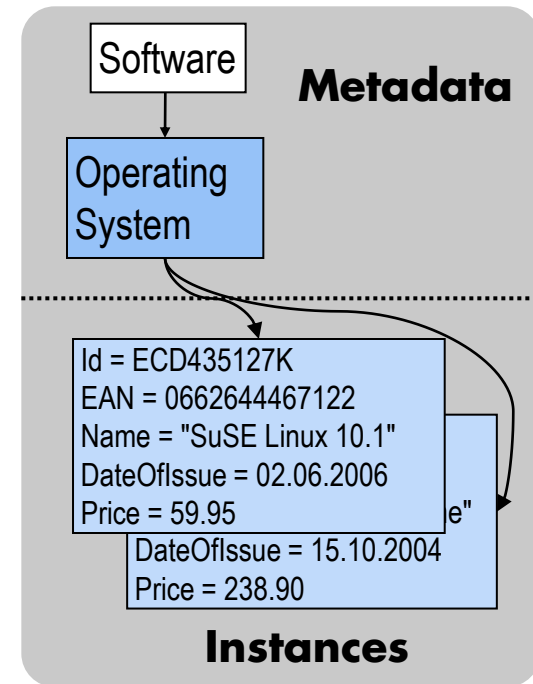 Software
Metadata
Operating
System
Id = ECD435127K
EAN = 0662644467122
Name = "SuSE Linux 10.1"
DateOfIssue = 02.06.2006
Price = 59.95
e"
DateOfIssue = 15.10.2004
Price = 238.90
Instances